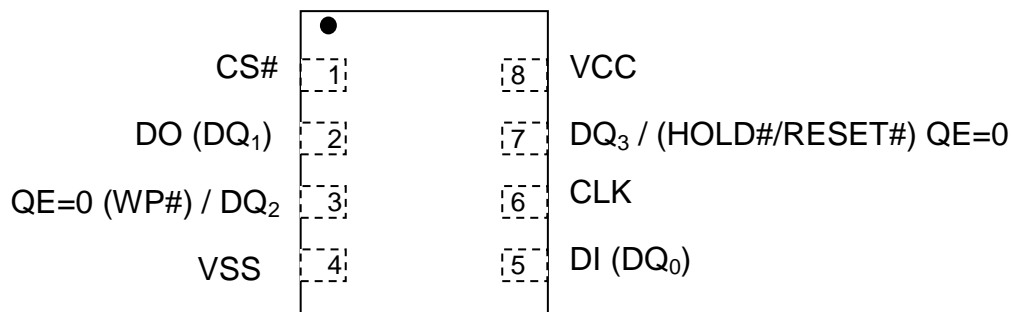 CS# 1 8 VCC
DO (DQ₁) 2 7 DQ₃ / (HOLD#/RESET#) QE=0
QE=0 (WP#) / DQ₂ 3 6 CLK
VSS 4 5 DI (DQ₀)